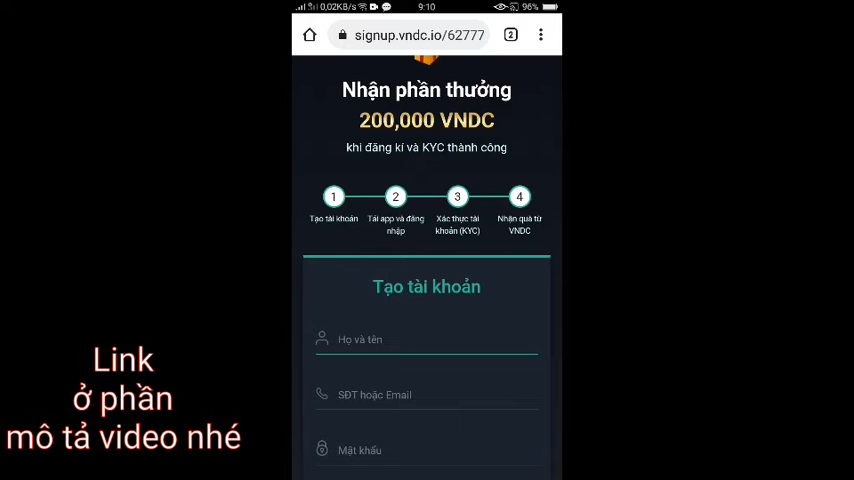 0,02KB/s
9:10
96%
signup.vndc.io/62777
2
Nhận phần thưởng
200,000 VNDC
khi đăng kí và KYC thành công
1
2
3
4
Tạo tài khoản
Tải app và đăng
nhập
Xác thực tài
khoản (KYC)
Nhận quà từ
VNDC
Tạo tài khoản
Họ và tên
SĐT hoặc Email
Mật khẩu
Link
ở phần
mô tả video nhé